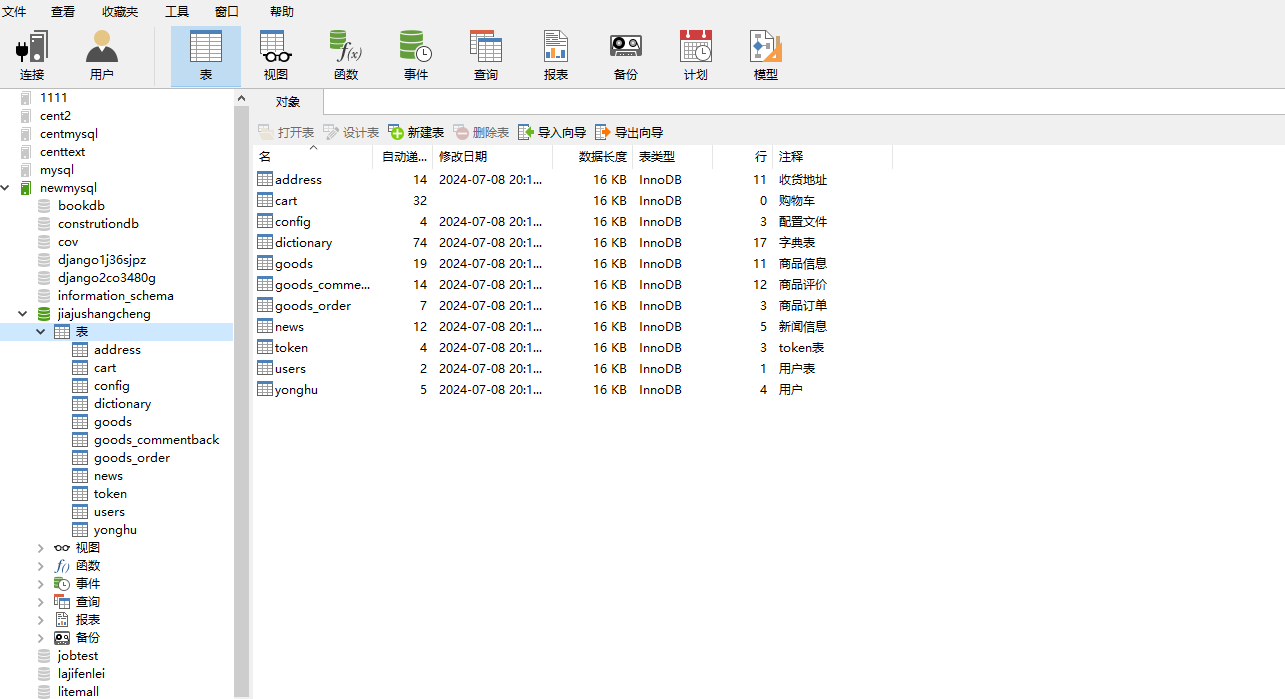 文件 查看 收藏夹 工具 窗口 帮助
连接 用户 表 视图 函数 事件 查询 报表 备份 计划 模型
1111
cent2
centmysql
centtext
mysql
newmysql
bookdb
construtiondb
cov
django1j36sjpz
django2co3480g
information_schema
jiajushangcheng
表
address
cart
config
dictionary
goods
goods_commentback
goods_order
news
token
users
yonghu
视图
函数
事件
查询
报表
备份
jobtest
lajifenlei
litemall
对象
打开表 设计表 新建表 删除表 导入向导 导出向导
名 自动递... 修改日期 数据长度 表类型 行 注释
address 14 2024-07-08 20:1... 16 KB InnoDB 11 收货地址
cart 32 16 KB InnoDB 0 购物车
config 4 2024-07-08 20:1... 16 KB InnoDB 3 配置文件
dictionary 74 2024-07-08 20:1... 16 KB InnoDB 17 字典表
goods 19 2024-07-08 20:1... 16 KB InnoDB 11 商品信息
goods_comme... 14 2024-07-08 20:1... 16 KB InnoDB 12 商品评价
goods_order 7 2024-07-08 20:1... 16 KB InnoDB 3 商品订单
news 12 2024-07-08 20:1... 16 KB InnoDB 5 新闻信息
token 4 2024-07-08 20:1... 16 KB InnoDB 3 token表
users 2 2024-07-08 20:1... 16 KB InnoDB 1 用户表
yonghu 5 2024-07-08 20:1... 16 KB InnoDB 4 用户